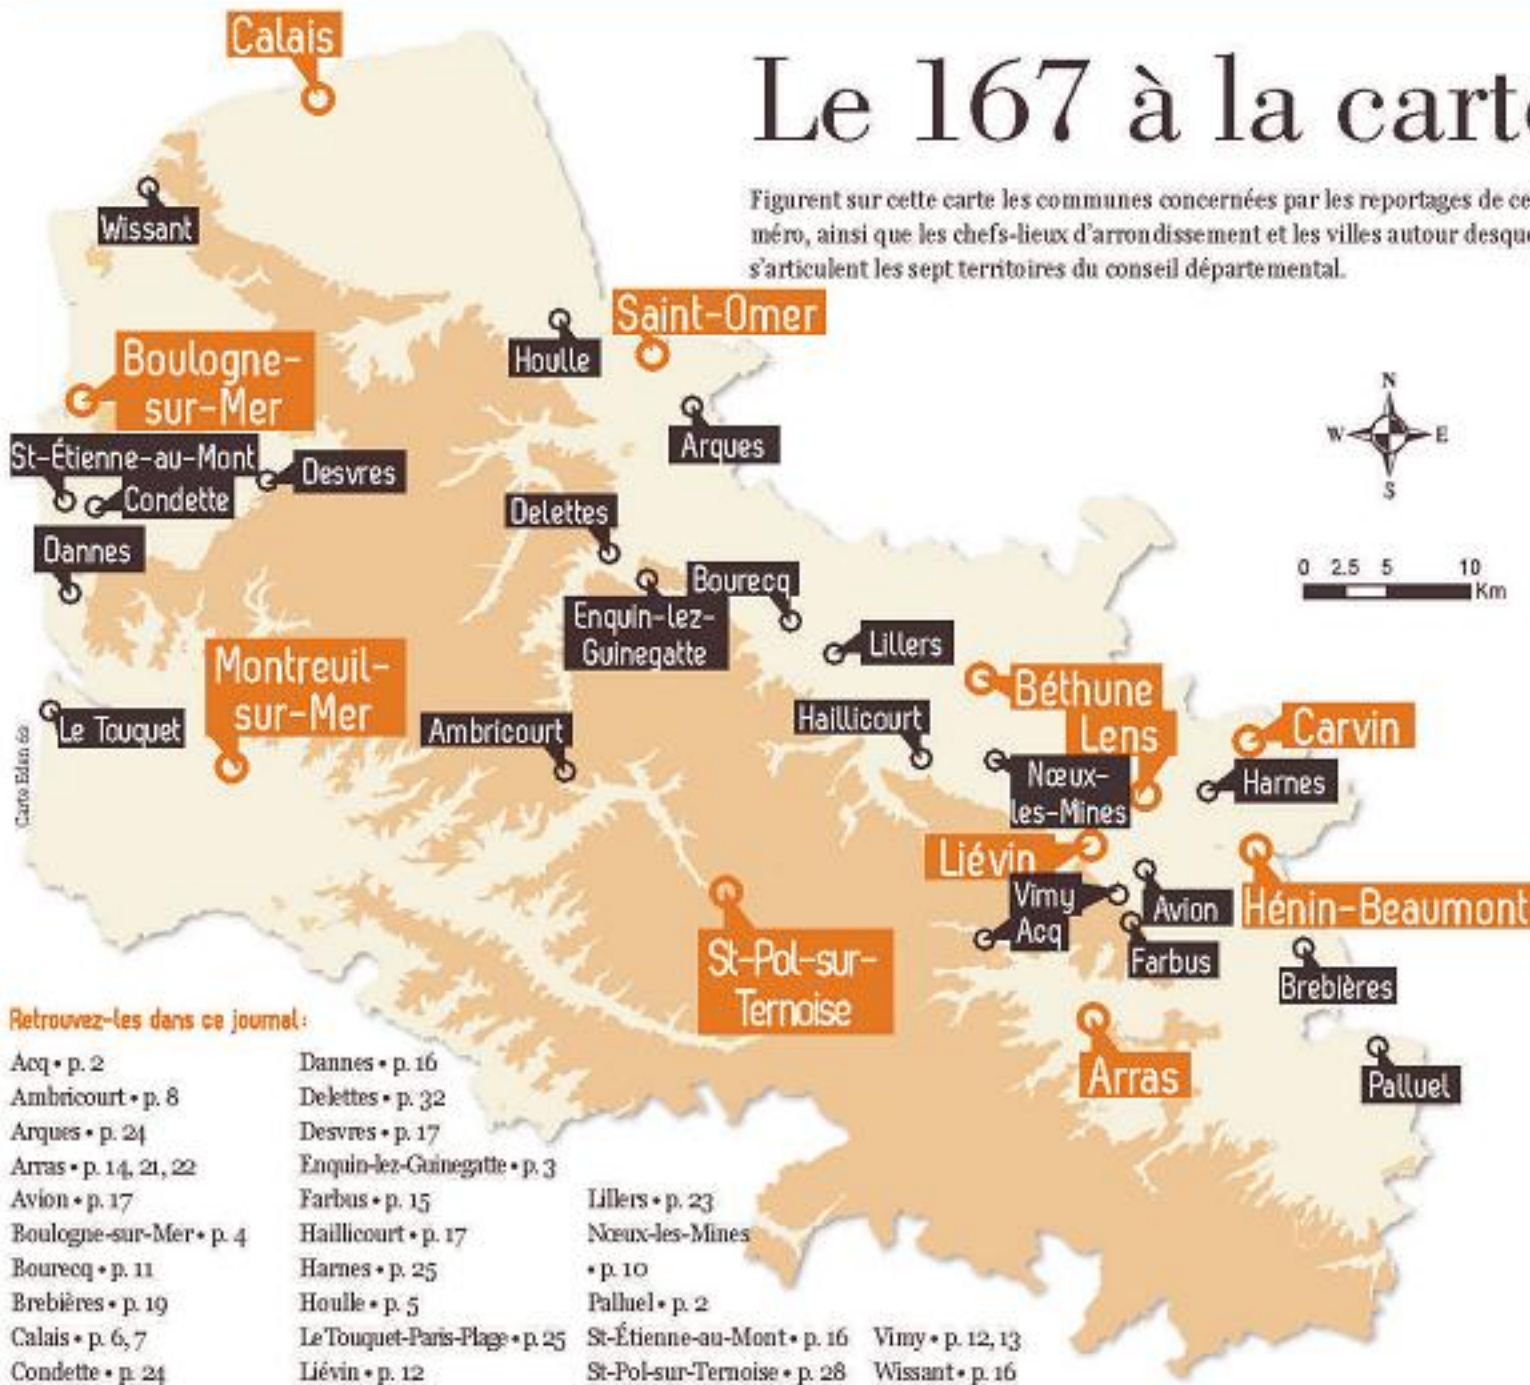 Le 167 à la carte
Figurent sur cette carte les communes concernées par les reportages de ce
méro, ainsi que les chefs-lieux d'arrondissement et les villes autour desque
s'articulent les sept territoires du conseil départemental.
Calais
Wissant
Saint-Omer
Houlle
Boulogne-
sur-Mer
Arques
St-Étienne-au-Mont
Desvres
Condette
Delettes
Dannes
Bourecq
Enquin-lez-
Guinegatte
Lillers
Montreuil-
sur-Mer
Le Touquet
Ambricourt
Haillicourt
Béthune
Lens
Carvin
Nœux-
les-Mines
Harnes
Liévin
Vimy
Avion
Hénin-Beaumont
Acq
Farbus
St-Pol-sur-
Ternoise
Brebières
Arras
Palluel
N
W
E
S
0 2.5 5 10
Km
Carte Eden 62
Retrouvez-les dans ce journal :
Acq • p. 2
Ambricourt • p. 8
Arques • p. 24
Arras • p. 14, 21, 22
Avion • p. 17
Boulogne-sur-Mer • p. 4
Bourecq • p. 11
Brebières • p. 19
Calais • p. 6, 7
Condette • p. 24
Dannes • p. 16
Delettes • p. 32
Desvres • p. 17
Enquin-lez-Guinegatte • p. 3
Farbus • p. 15
Haillicourt • p. 17
Harnes • p. 25
Houlle • p. 5
Le Touquet-Paris-Plage • p. 25
Liévin • p. 12
Lillers • p. 23
Nœux-les-Mines
• p. 10
Palluel • p. 2
St-Étienne-au-Mont • p. 16
St-Pol-sur-Ternoise • p. 28
Vimy • p. 12, 13
Wissant • p. 16